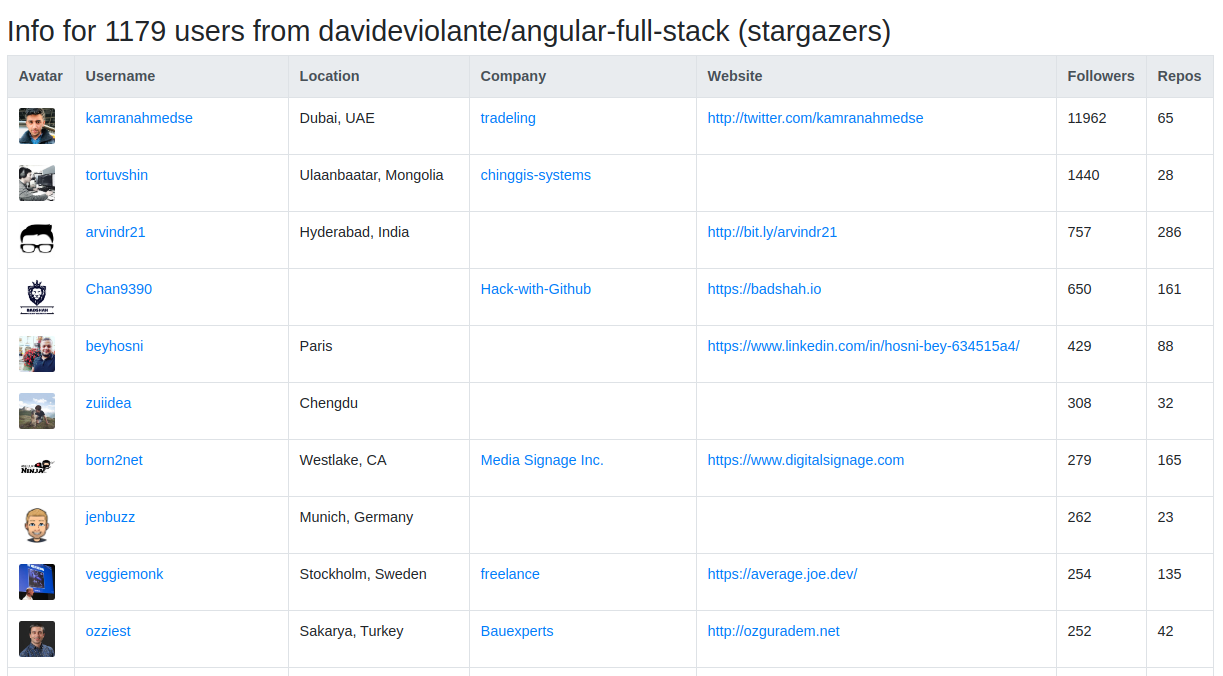 Info for 1179 users from davideviolante/angular-full-stack (stargazers)
Avatar Username Location Company Website Followers Repos
kamranahmedse Dubai, UAE tradeling http://twitter.com/kamranahmedse 11962 65
tortuvshin Ulaanbaatar, Mongolia chinggis-systems 1440 28
arvindr21 Hyderabad, India http://bit.ly/arvindr21 757 286
BADSHAH Chan9390 Hack-with-Github https://badshah.io 650 161
beyhosni Paris https://www.linkedin.com/in/hosni-bey-634515a4/ 429 88
zuiidea Chengdu 308 32
NINJA born2net Westlake, CA Media Signage Inc. https://www.digitalsignage.com 279 165
jenbuzz Munich, Germany 262 23
veggiemonk Stockholm, Sweden freelance https://average.joe.dev/ 254 135
ozziest Sakarya, Turkey Bauexperts http://ozguradem.net 252 42